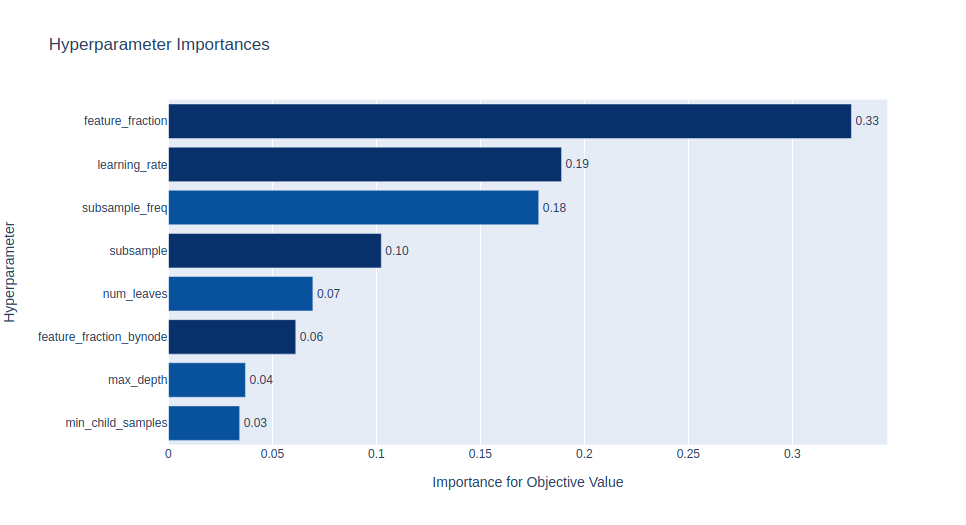 Hyperparameter Importances
Hyperparameter
feature_fraction 0.33
learning_rate 0.19
subsample_freq 0.18
subsample 0.10
num_leaves 0.07
feature_fraction_bynode 0.06
max_depth 0.04
min_child_samples 0.03
0 0.05 0.1 0.15 0.2 0.25 0.3
Importance for Objective Value